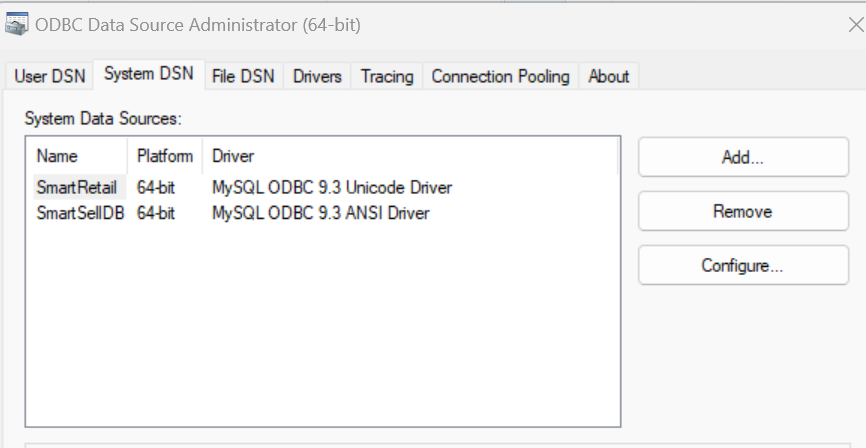 ODBC Data Source Administrator (64-bit)
User DSN System DSN File DSN Drivers Tracing Connection Pooling About
System Data Sources:
Name Platform Driver
SmartRetail 64-bit MySQL ODBC 9.3 Unicode Driver
SmartSellDB 64-bit MySQL ODBC 9.3 ANSI Driver
Add...
Remove
Configure...